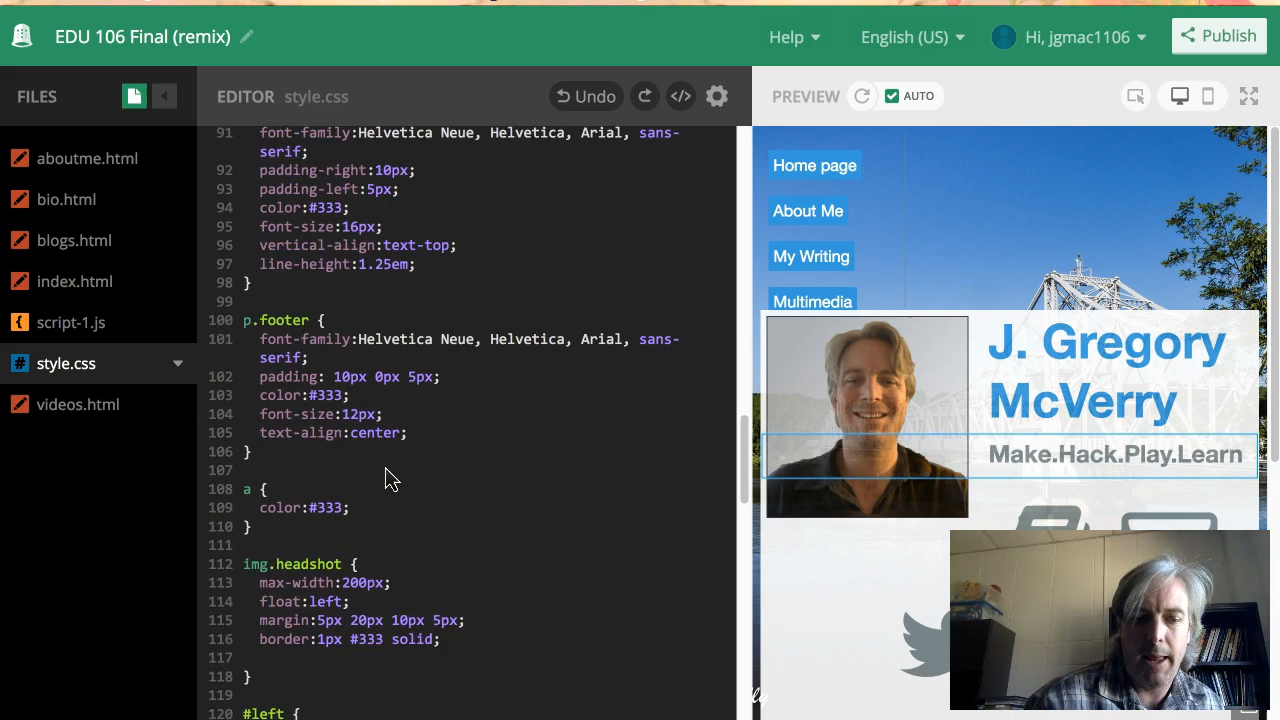 EDU 106 Final (remix)
Help
English (US)
Hi, jgmac1106
Publish
FILES
EDITOR style.css
Undo
PREVIEW
AUTO
aboutme.html
bio.html
blogs.html
index.html
script-1.js
style.css
videos.html
91 font-family:Helvetica Neue, Helvetica, Arial, sans-
serif;
92 padding-right:10px;
93 padding-left:5px;
94 color:#333;
95 font-size:16px;
96 vertical-align:text-top;
97 line-height:1.25em;
98 }
99
100 p.footer {
101 font-family:Helvetica Neue, Helvetica, Arial, sans-
serif;
102 padding: 10px 0px 5px;
103 color:#333;
104 font-size:12px;
105 text-align:center;
106 }
107
108 a {
109 color:#333;
110 }
111
112 img.headshot {
113 max-width:200px;
114 float:left;
115 margin:5px 20px 10px 5px;
116 border:1px #333 solid;
117
118 }
119
120 #left {
Home page
About Me
My Writing
Multimedia
J. Gregory
McVerry
Make.Hack.Play.Learn